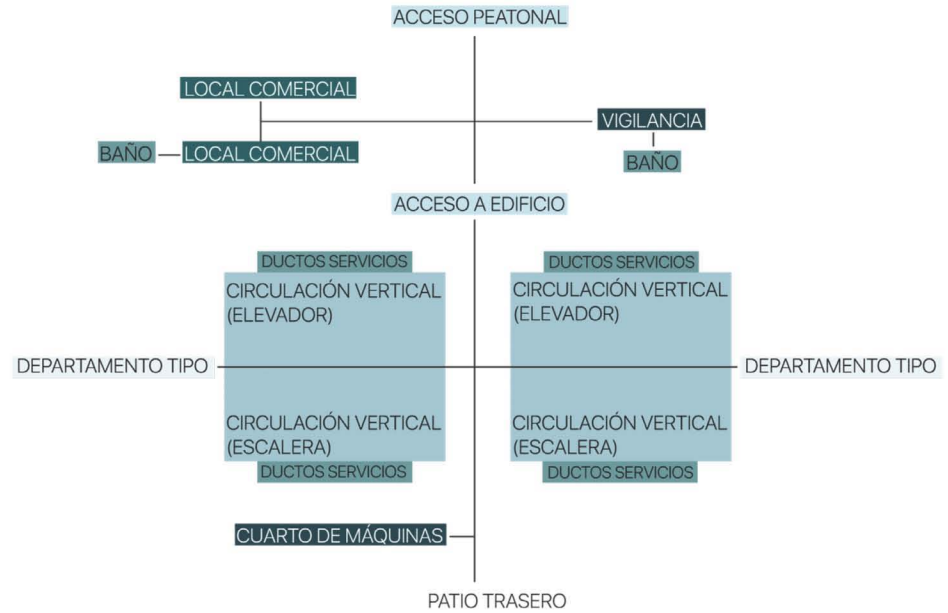 ACCESO PEATONAL
LOCAL COMERCIAL
VIGILANCIA
BAÑO
LOCAL COMERCIAL
BAÑO
ACCESO A EDIFICIO
DUCTOS SERVICIOS
CIRCULACIÓN VERTICAL
(ELEVADOR)
DUCTOS SERVICIOS
CIRCULACIÓN VERTICAL
(ELEVADOR)
DEPARTAMENTO TIPO
DEPARTAMENTO TIPO
CIRCULACIÓN VERTICAL
(ESCALERA)
DUCTOS SERVICIOS
CIRCULACIÓN VERTICAL
(ESCALERA)
DUCTOS SERVICIOS
CUARTO DE MÁQUINAS
PATIO TRASERO